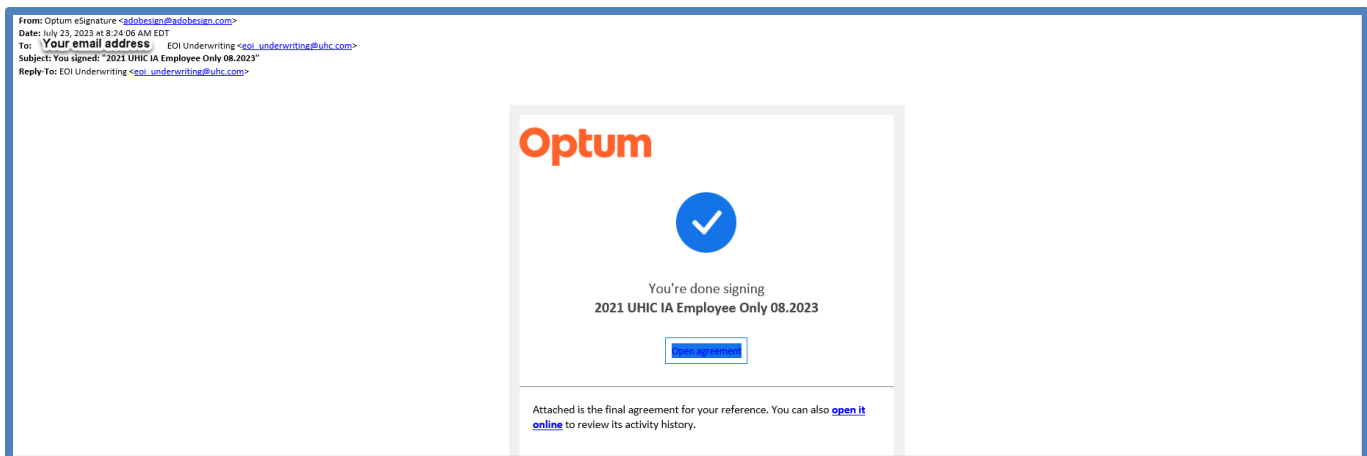 From: Optum eSignature <adobesign@adobesign.com>
Date: July 23, 2023 at 8:24:06 AM EDT
To: Your email address EOI Underwriting <eoi_underwriting@uhc.com>
Subject: You signed: "2021 UHIC IA Employee Only 08.2023"
Reply-To: EOI Underwriting <eoi_underwriting@uhc.com>
Optum
You're done signing
2021 UHIC IA Employee Only 08.2023
Open agreement
Attached is the final agreement for your reference. You can also open it
online to review its activity history.